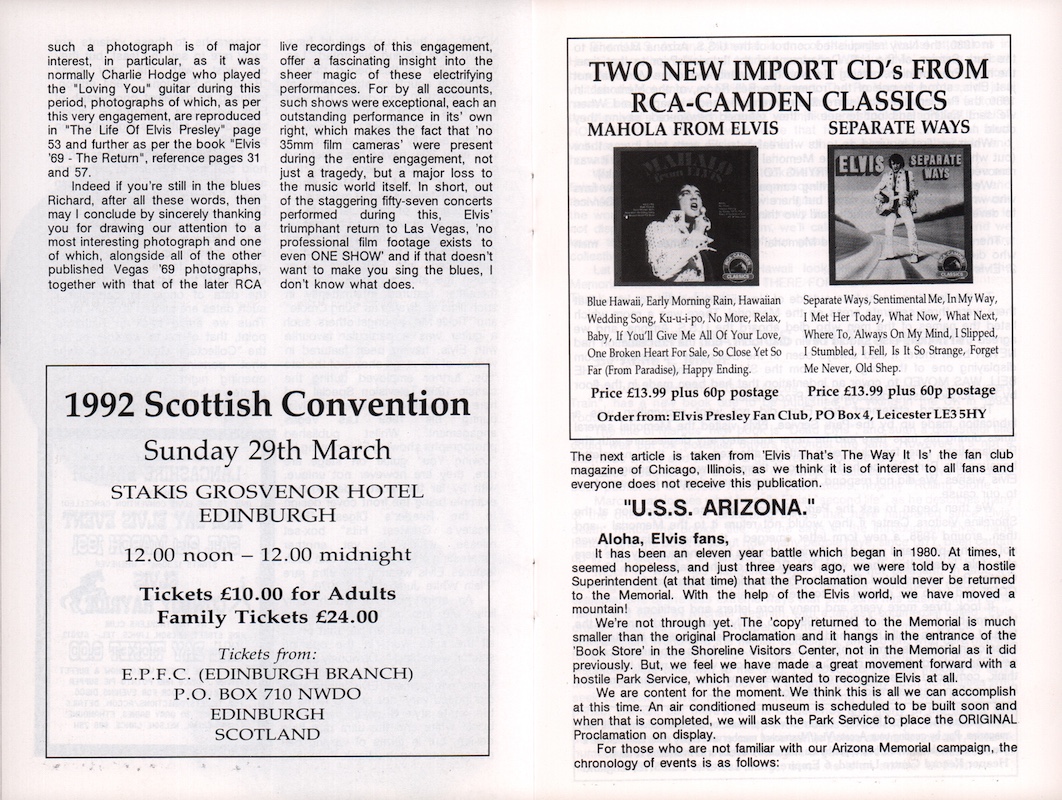 such a photograph is of major
interest, in particular, as it was
normally Charlie Hodge who played
the "Loving You" guitar during this
period, photographs of which, as per
this very engagement, are reproduced
in "The Life Of Elvis Presley" page
53 and further as per the book "Elvis
'69 - The Return", reference pages 31
and 57.
Indeed if you're still in the blues
Richard, after all these words, then
may I conclude by sincerely thanking
you for drawing our attention to a
most interesting photograph and one
of which, alongside all of the other
published Vegas '69 photographs,
together with that of the later RCA
live recordings of this engagement,
offer a fascinating insight into the
sheer magic of these electrifying
performances. For by all accounts,
such shows were exceptional, each an
outstanding performance in its' own
right, which makes the fact that 'no
35mm film cameras' were present
during the entire engagement, not
just a tragedy, but a major loss to
the music world itself. In short, out
of the staggering fifty-seven concerts
performed during this, Elvis'
triumphant return to Las Vegas, 'no
professional film footage exists to
even ONE SHOW' and if that doesn't
want to make you sing the blues, I
don't know what does.
1992 Scottish Convention
Sunday 29th March
STAKIS GROSVENOR HOTEL
EDINBURGH
12.00 noon – 12.00 midnight
Tickets £10.00 for Adults
Family Tickets £24.00
Tickets from:
E.P.F.C. (EDINBURGH BRANCH)
P.O. BOX 710 NWDO
EDINBURGH
SCOTLAND
TWO NEW IMPORT CD's FROM
RCA-CAMDEN CLASSICS
MAHOLA FROM ELVIS
SEPARATE WAYS
MAHALO
from ELVIS
RCA CAMDEN
CLASSICS
ELVIS SEPARATE
WAYS
RCA CAMDEN
CLASSICS
Blue Hawaii, Early Morning Rain, Hawaiian
Wedding Song, Ku-u-i-po, No More, Relax,
Baby, If You'll Give Me All Of Your Love,
One Broken Heart For Sale, So Close Yet So
Far (From Paradise), Happy Ending.
Price £13.99 plus 60p postage
Separate Ways, Sentimental Me, In My Way,
I Met Her Today, What Now, What Next,
Where To, Always On My Mind, I Slipped,
I Stumbled, I Fell, Is It So Strange, Forget
Me Never, Old Shep.
Price £13.99 plus 60p postage
Order from: Elvis Presley Fan Club, PO Box 4, Leicester LE3 5HY
The next article is taken from 'Elvis That's The Way It Is' the fan club
magazine of Chicago, Illinois, as we think it is of interest to all fans and
everyone does not receive this publication.
"U.S.S. ARIZONA."
Aloha, Elvis fans,
It has been an eleven year battle which began in 1980. At times, it
seemed hopeless, and just three years ago, we were told by a hostile
Superintendent (at that time) that the Proclamation would never be returned
to the Memorial. With the help of the Elvis world, we have moved a
mountain!
We're not through yet. The 'copy' returned to the Memorial is much
smaller than the original Proclamation and it hangs in the entrance of the
'Book Store' in the Shoreline Visitors Center, not in the Memorial as it did
previously. But, we feel we have made a great movement forward with a
hostile Park Service, which never wanted to recognize Elvis at all.
We are content for the moment. We think this is all we can accomplish
at this time. An air conditioned museum is scheduled to be built soon and
when that is completed, we will ask the Park Service to place the ORIGINAL
Proclamation on display.
For those who are not familiar with our Arizona Memorial campaign, the
chronology of events is as follows: